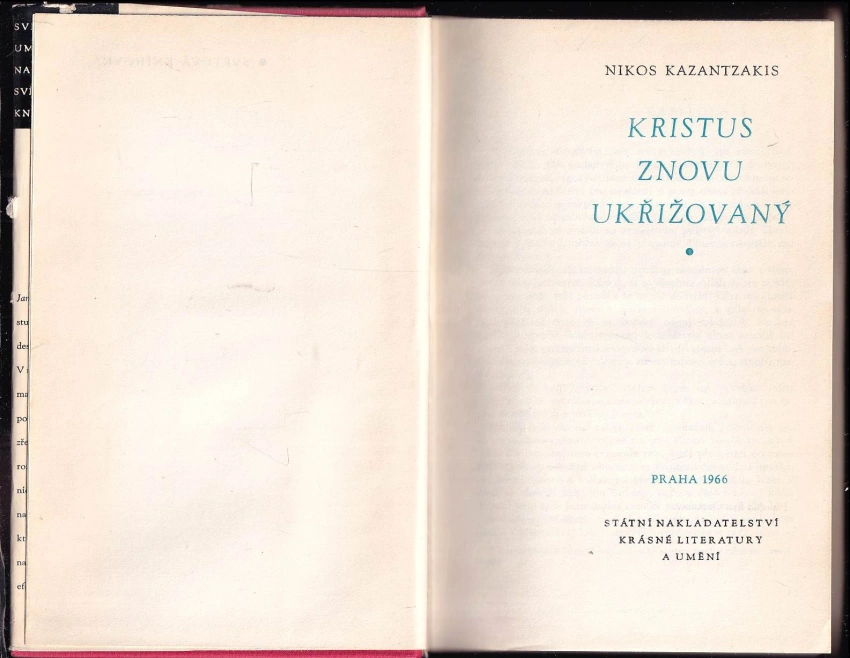 NIKOS KAZANTZAKIS
KRISTUS
ZNOVU
UKŘIŽOVANÝ
PRAHA 1966
STÁTNÍ NAKLADATELSTVÍ
KRÁSNÉ LITERATURY
A UMĚNÍ